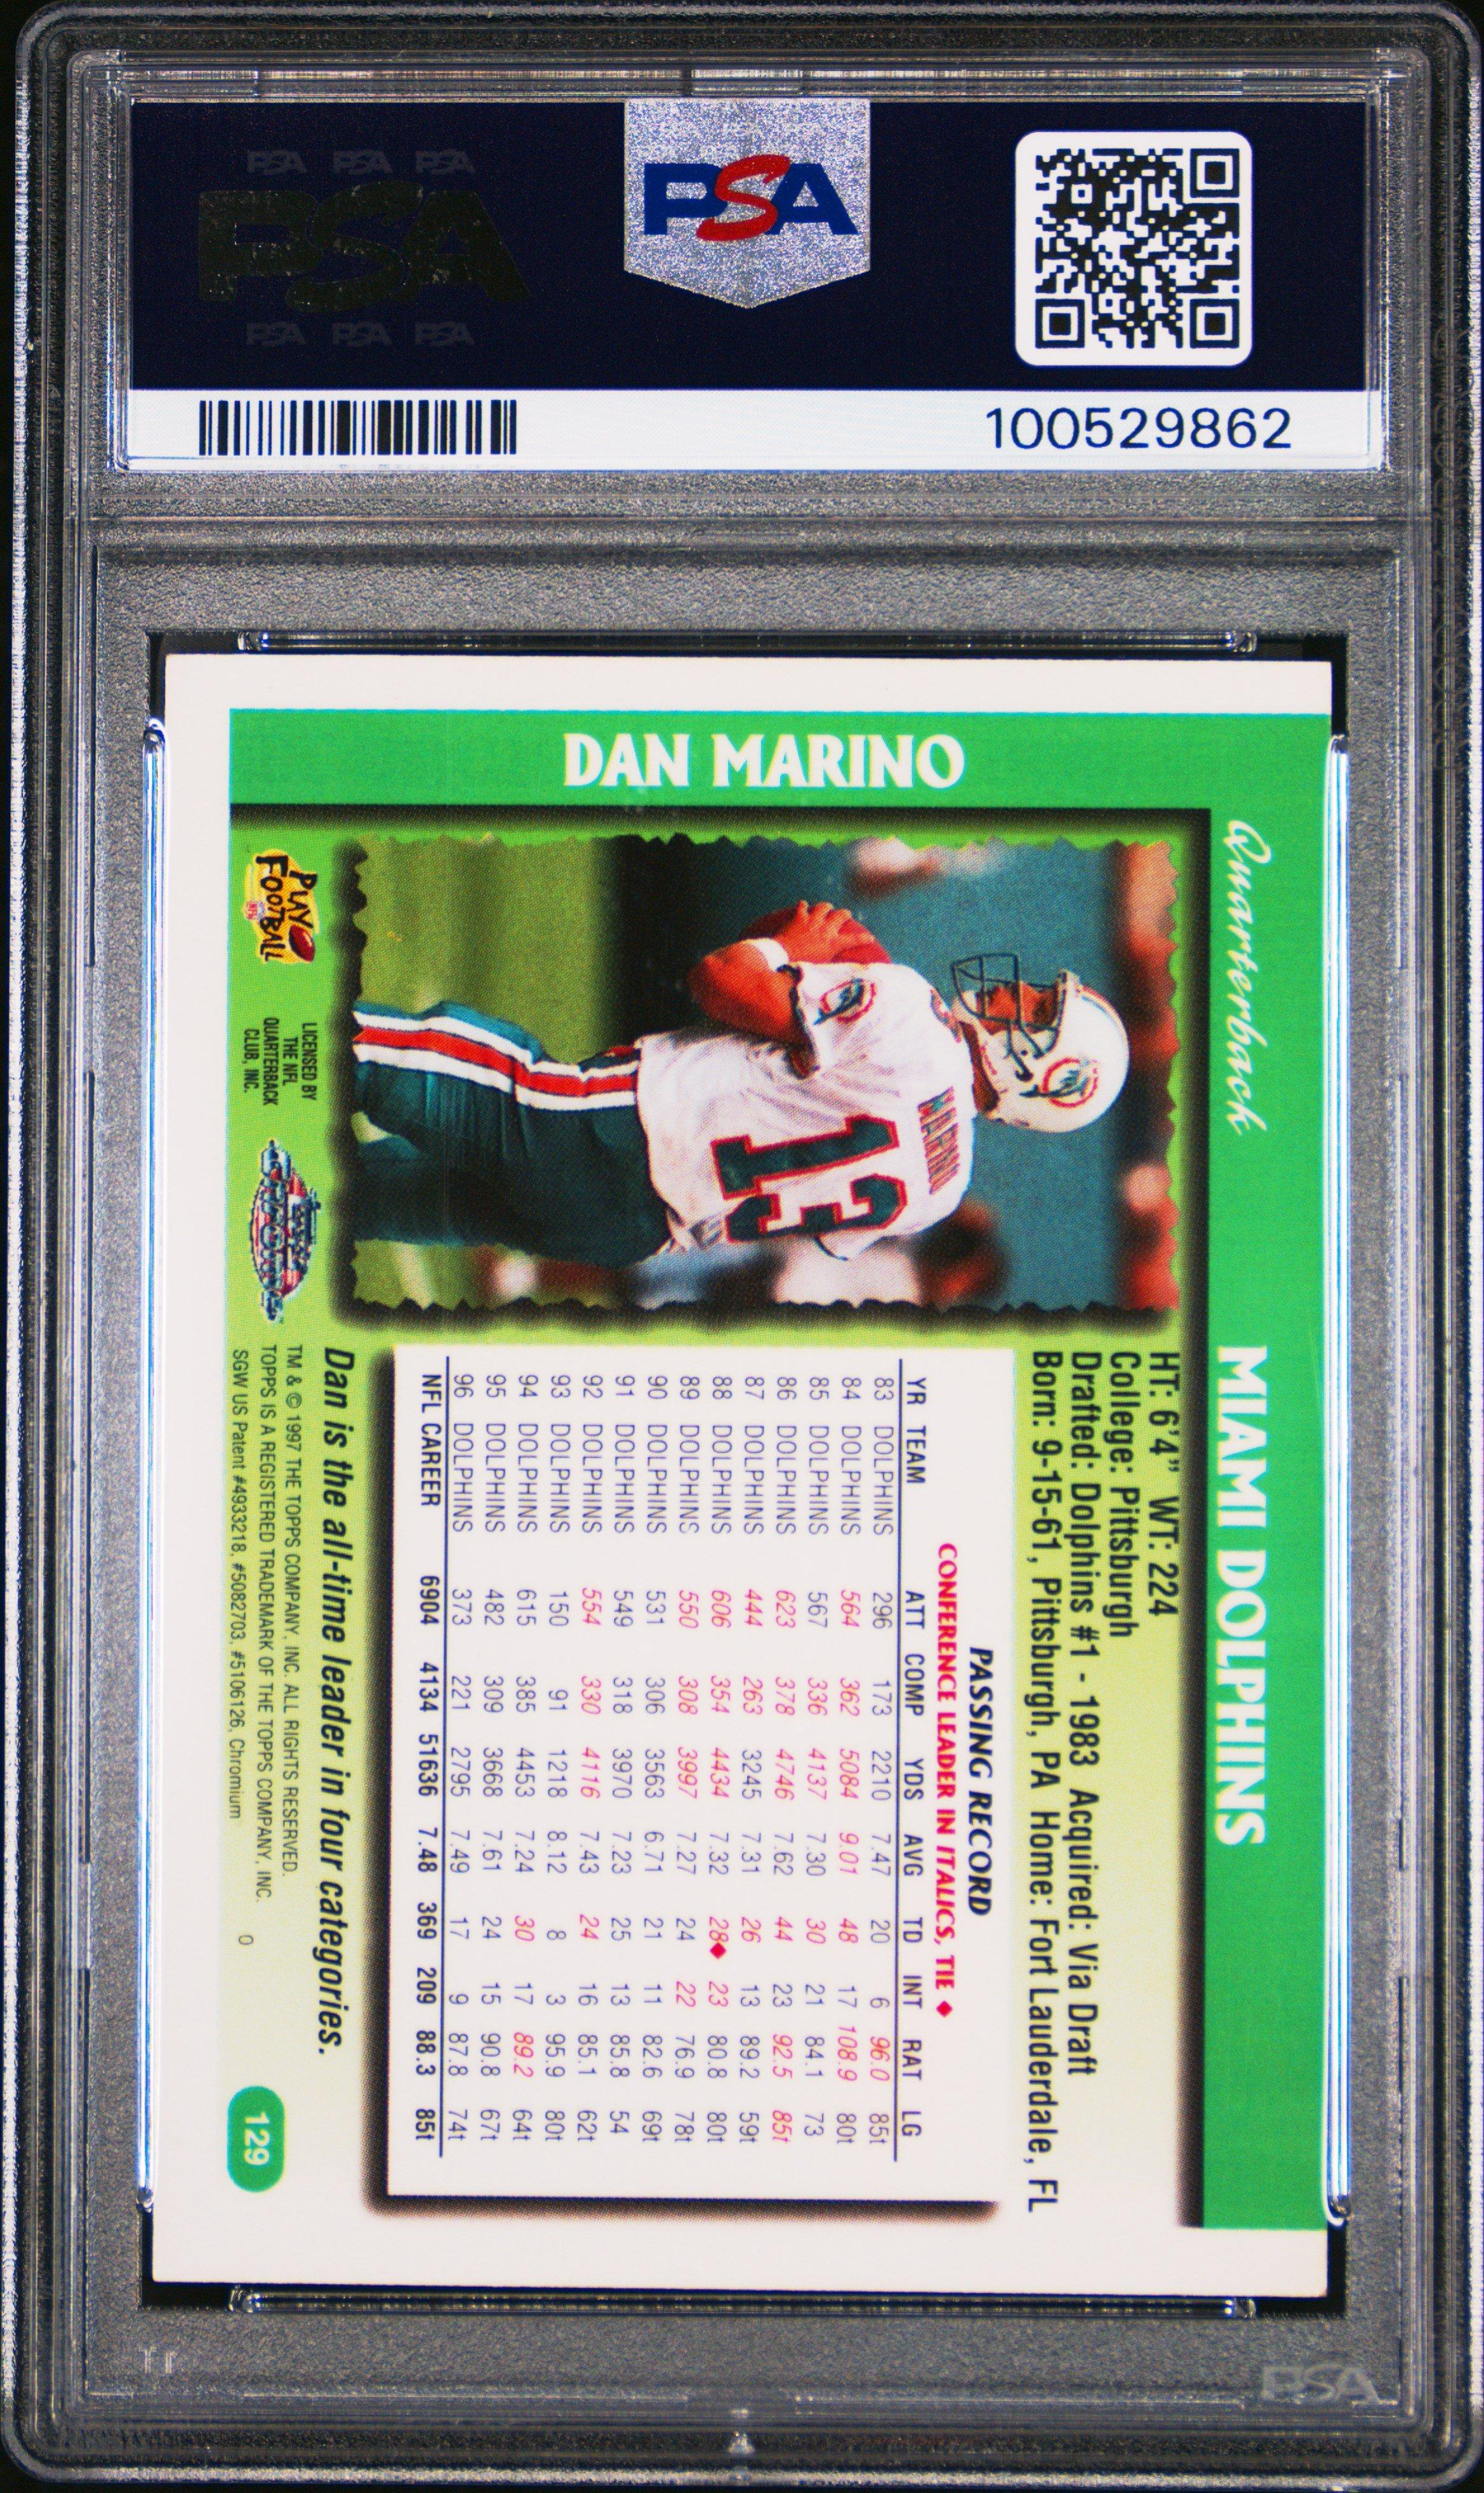 PSA PSA PSA
PSA
PSA PSA PSA
PSA
100529862
DAN MARINO
Quarterback
MIAMI DOLPHINS
HT: 6'4" WT: 224
College: Pittsburgh
Drafted: Dolphins #1 - 1983 Acquired: Via Draft
Born: 9-15-61, Pittsburgh, PA Home: Fort Lauderdale, FL
MARINO
13
PASSING RECORD
CONFERENCE LEADER IN ITALICS, TIE ♦
YR TEAM ATT COMP YDS AVG TD INT RAT LG
83 DOLPHINS 296 173 2210 7.47 20 6 96.0 85t
84 DOLPHINS 564 362 5084 9.01 48 17 108.9 80t
85 DOLPHINS 567 336 4137 7.30 30 21 84.1 73
86 DOLPHINS 623 378 4746 7.62 44 23 92.5 85t
87 DOLPHINS 444 263 3245 7.31 26 13 89.2 59t
88 DOLPHINS 606 354 4434 7.32 28♦ 23 80.8 80t
89 DOLPHINS 550 308 3997 7.27 24 22 76.9 78t
90 DOLPHINS 531 306 3563 6.71 21 11 82.6 69t
91 DOLPHINS 549 318 3970 7.23 25 13 85.8 54
92 DOLPHINS 554 330 4116 7.43 24 16 85.1 62t
93 DOLPHINS 150 91 1218 8.12 8 3 95.9 80t
94 DOLPHINS 615 385 4453 7.24 30 17 89.2 64t
95 DOLPHINS 482 309 3668 7.61 24 15 90.8 67t
96 DOLPHINS 373 221 2795 7.49 17 9 87.8 74t
NFL CAREER 6904 4134 51636 7.48 369 209 88.3 85t
Dan is the all-time leader in four categories.
PLAY
FOOTBALL
LICENSED BY
THE NFL
QUARTERBACK
CLUB, INC.
TM & © 1997 THE TOPPS COMPANY, INC. ALL RIGHTS RESERVED.
TOPPS IS A REGISTERED TRADEMARK OF THE TOPPS COMPANY, INC.
SGW US Patent #4933218, #5082703, #5106126, Chromium 0
129
PSA